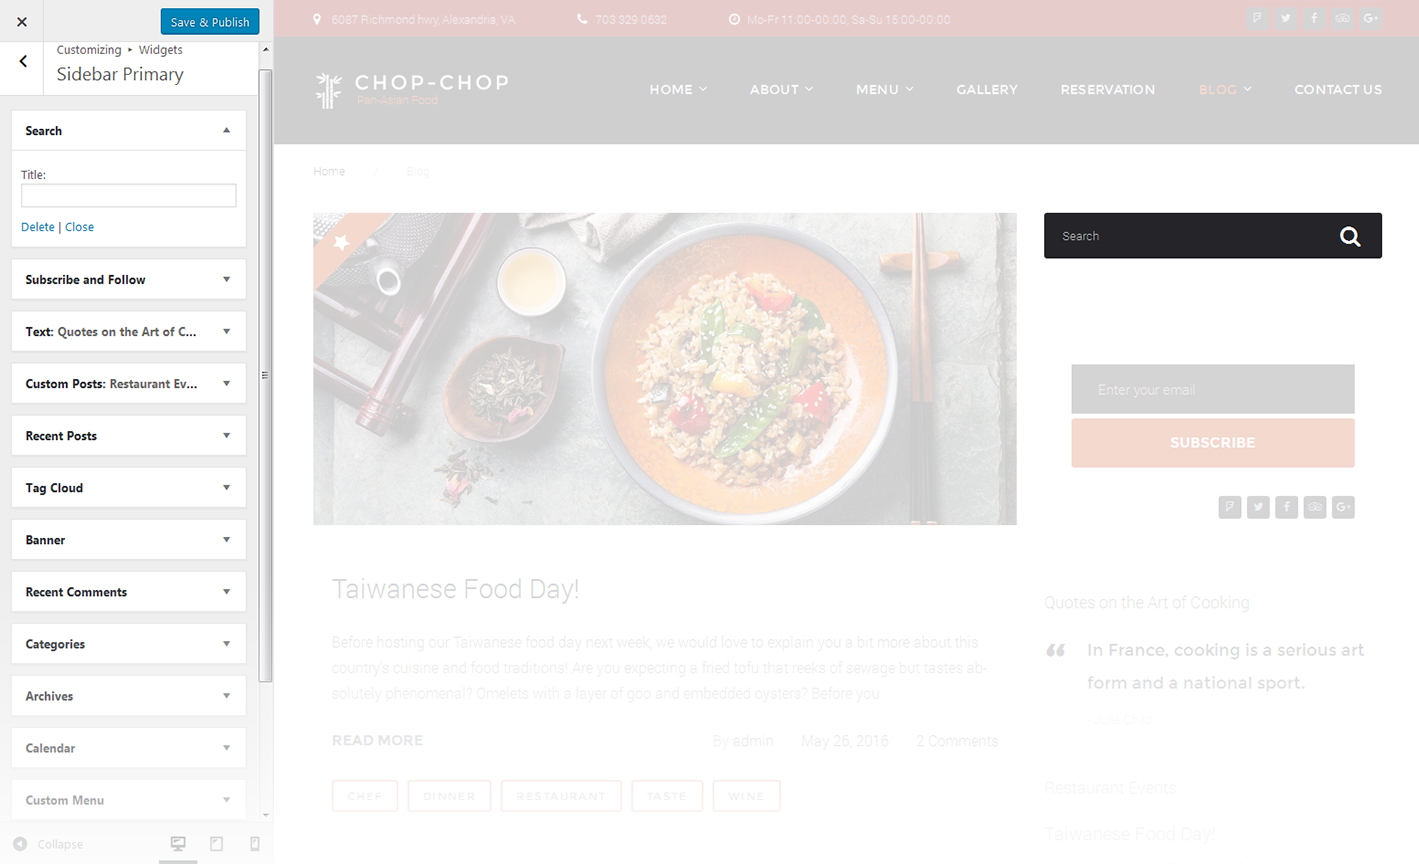 Save & Publish
Customizing ▸ Widgets
Sidebar Primary
Search
Title:
Delete | Close
Subscribe and Follow
Text: Quotes on the Art of C...
Custom Posts: Restaurant Ev...
Recent Posts
Tag Cloud
Banner
Recent Comments
Categories
Archives
Calendar
Custom Menu
Collapse
6087 Richmond hwy, Alexandria, VA
703 329 0632
Mo-Fr 11:00-00:00, Sa-Su 15:00-00:00
CHOP-CHOP
Pan-Asian Food
HOME ABOUT MENU GALLERY RESERVATION BLOG CONTACT US
Home / Blog
Taiwanese Food Day!
Before hosting our Taiwanese food day next week, we would love to explain you a bit more about this
country's cuisine and food traditions! Are you expecting a fried tofu that reeks of sewage but tastes ab-
solutely phenomenal? Omelets with a layer of goo and embedded oysters? Before you
READ MORE
By admin May 26, 2016 2 Comments
CHEF DINNER RESTAURANT TASTE WINE
Search
Enter your email
SUBSCRIBE
Quotes on the Art of Cooking
“ In France, cooking is a serious art
form and a national sport.
- Julia Child
Restaurant Events
Taiwanese Food Day!